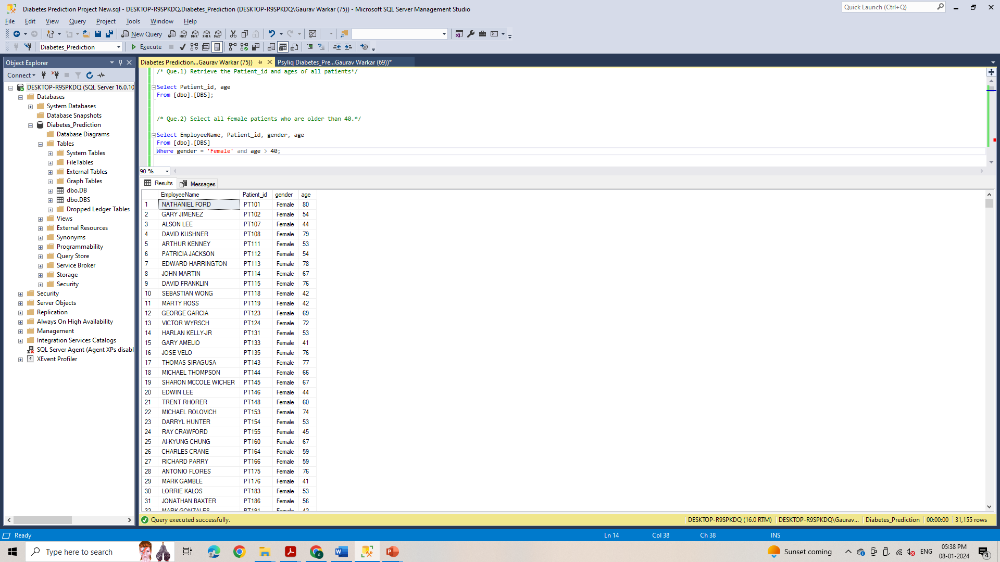 Diabetes Prediction Project New.sql - DESKTOP-R9SPKDQ.Diabetes_Prediction (DESKTOP-R9SPKDQ\Gaurav Warkar (75)) - Microsoft SQL Server Management Studio
Quick Launch (Ctrl+Q)
File Edit View Query Project Tools Window Help
New Query
MDX DMX XMLA DAX
Diabetes_Prediction
Execute
Object Explorer
Connect
DESKTOP-R9SPKDQ (SQL Server 16.0.10
Databases
System Databases
Database Snapshots
Diabetes_Prediction
Database Diagrams
Tables
System Tables
FileTables
External Tables
Graph Tables
dbo.DB
dbo.DBS
Dropped Ledger Tables
Views
External Resources
Synonyms
Programmability
Query Store
Service Broker
Storage
Security
Security
Server Objects
Replication
Always On High Availability
Management
Integration Services Catalogs
SQL Server Agent (Agent XPs disabl
XEvent Profiler
Diabetes Prediction...Gaurav Warkar (75)) Psyliq Diabetes_Pre...Gaurav Warkar (69))*
/* Que.1) Retrieve the Patient_id and ages of all patients*/
Select Patient_id, age
From [dbo].[DBS];
/* Que.2) Select all female patients who are older than 40.*/
Select EmployeeName, Patient_id, gender, age
From [dbo].[DBS]
Where gender = 'Female' and age > 40;
90 %
Results Messages
EmployeeName Patient_id gender age
1 NATHANIEL FORD PT101 Female 80
2 GARY JIMENEZ PT102 Female 54
3 ALSON LEE PT107 Female 44
4 DAVID KUSHNER PT108 Female 79
5 ARTHUR KENNEY PT111 Female 53
6 PATRICIA JACKSON PT112 Female 54
7 EDWARD HARRINGTON PT113 Female 78
8 JOHN MARTIN PT114 Female 67
9 DAVID FRANKLIN PT115 Female 76
10 SEBASTIAN WONG PT118 Female 42
11 MARTY ROSS PT119 Female 42
12 GEORGE GARCIA PT123 Female 69
13 VICTOR WYRSCH PT124 Female 72
14 HARLAN KELLY-JR PT131 Female 53
15 GARY AMELIO PT133 Female 41
16 JOSE VELO PT135 Female 76
17 THOMAS SIRAGUSA PT143 Female 77
18 MICHAEL THOMPSON PT144 Female 66
19 SHARON MCCOLE WICHER PT145 Female 67
20 EDWIN LEE PT146 Female 44
21 TRENT RHORER PT148 Female 60
22 MICHAEL ROLOVICH PT153 Female 74
23 DARRYL HUNTER PT154 Female 53
24 RAY CRAWFORD PT155 Female 45
25 AI-KYUNG CHUNG PT160 Female 67
26 CHARLES CRANE PT164 Female 59
27 RICHARD PARRY PT166 Female 59
28 ANTONIO FLORES PT175 Female 76
29 MARK GAMBLE PT176 Female 41
30 LORRIE KALOS PT183 Female 53
31 JONATHAN BAXTER PT186 Female 56
32 MARK GONZALES PT191 Female 42
Query executed successfully. DESKTOP-R9SPKDQ (16.0 RTM) DESKTOP-R9SPKDQ\Gaurav... Diabetes_Prediction 00:00:00 31,155 rows
Ready Ln 14 Col 38 Ch 38 INS
Type here to search
Sunset coming
ENG
05:38 PM
08-01-2024
4